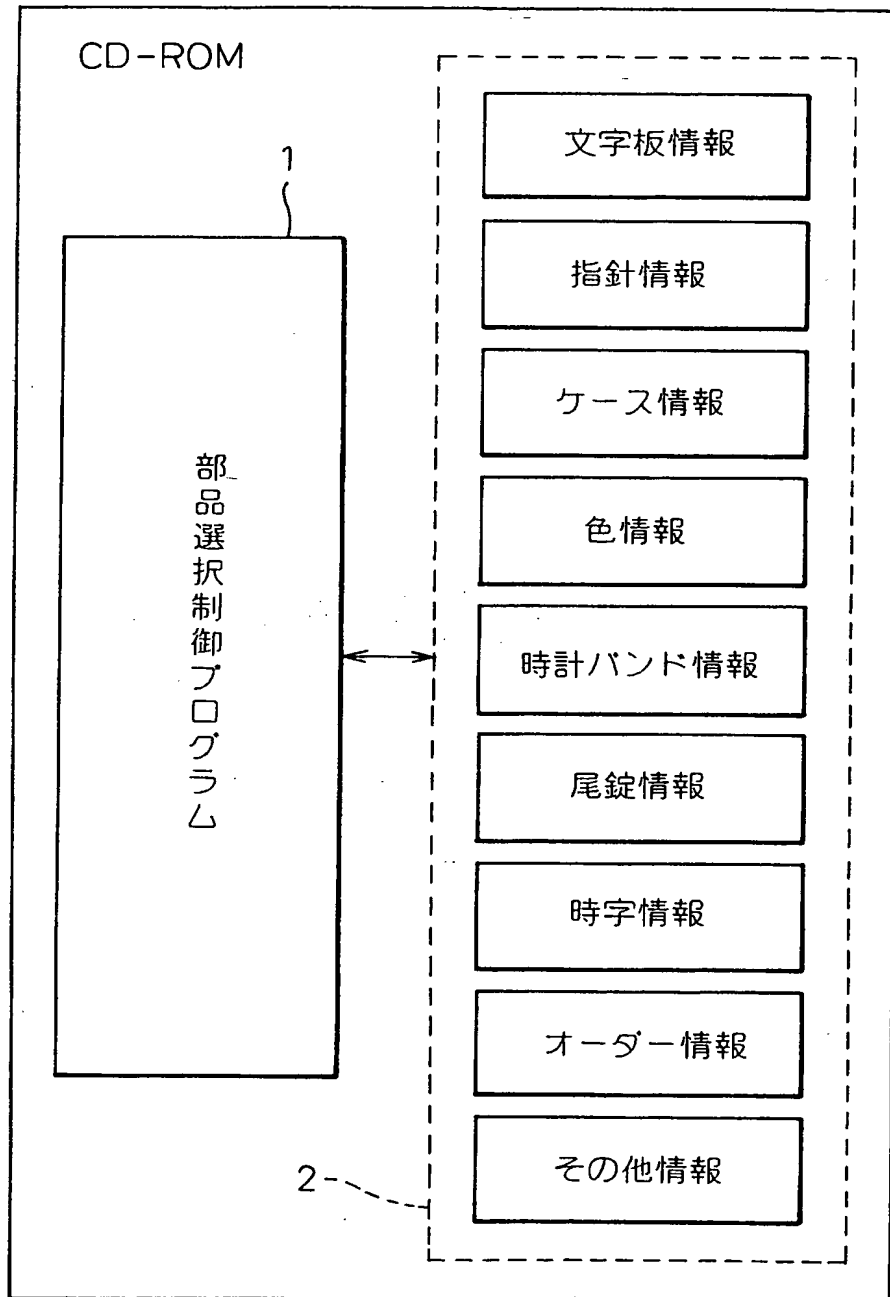 CD-ROM
1
部品選択制御プログラム
文字板情報
指針情報
ケース情報
色情報
時計バンド情報
尾錠情報
時字情報
オーダー情報
その他情報
2